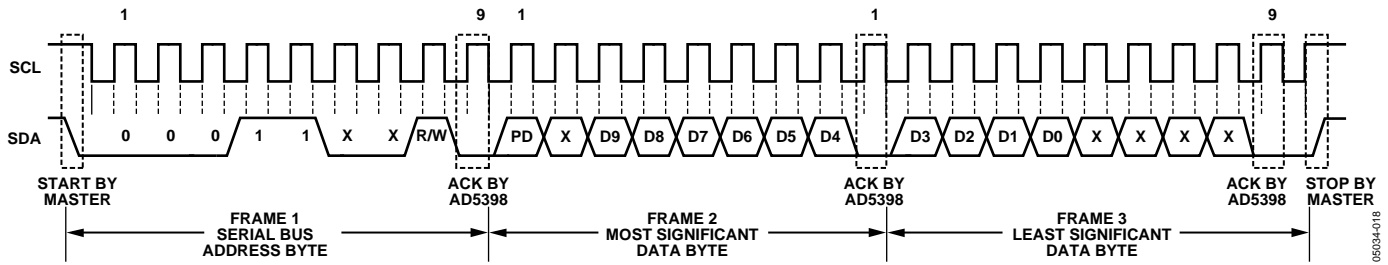 1 9 1 1 9
SCL
SDA 0 0 0 1 1 X X R/W PD X D9 D8 D7 D6 D5 D4 D3 D2 D1 D0 X X X X
START BY MASTER
ACK BY AD5398
ACK BY AD5398
ACK BY AD5398
STOP BY MASTER
FRAME 1
SERIAL BUS
ADDRESS BYTE
FRAME 2
MOST SIGNIFICANT
DATA BYTE
FRAME 3
LEAST SIGNIFICANT
DATA BYTE
05034-018